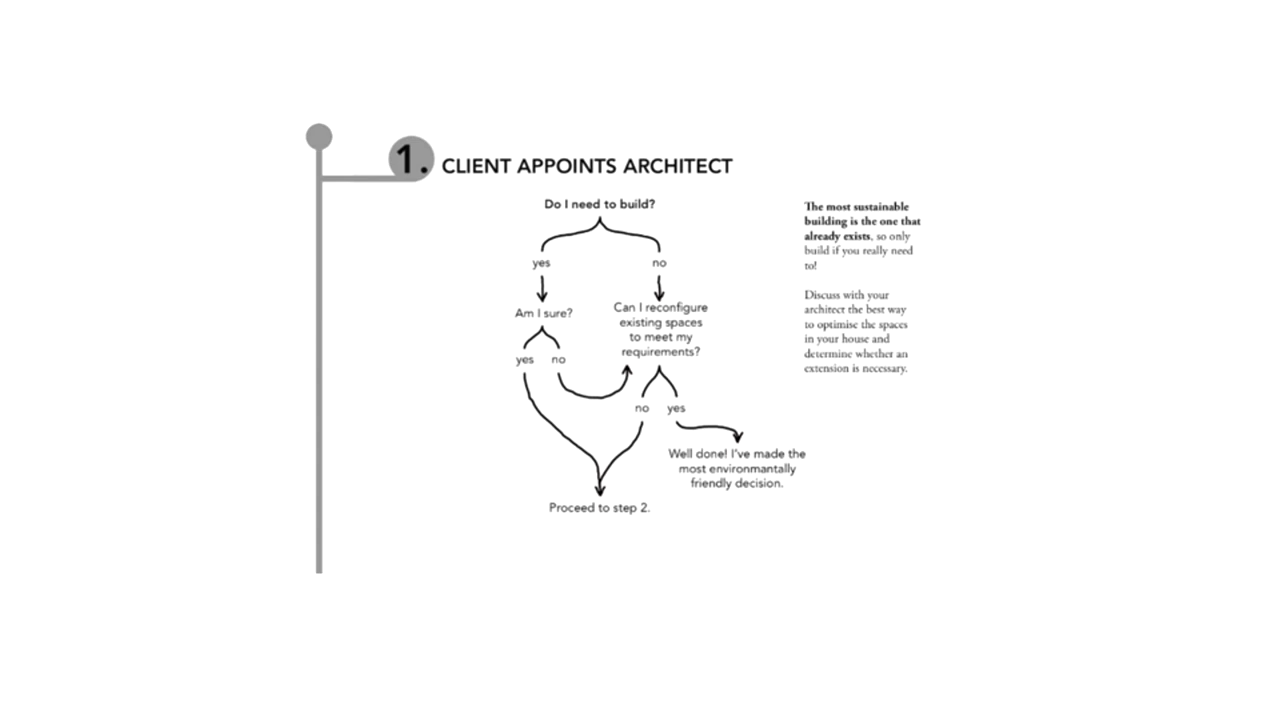 1. CLIENT APPOINTS ARCHITECT
Do I need to build?
yes
no
Am I sure?
Can I reconfigure
existing spaces
to meet my
requirements?
yes
no
no
yes
Well done! I've made the
most environmantally
friendly decision.
Proceed to step 2.
The most sustainable
building is the one that
already exists, so only
build if you really need
to!
Discuss with your
architect the best way
to optimise the spaces
in your house and
determine whether an
extension is necessary.